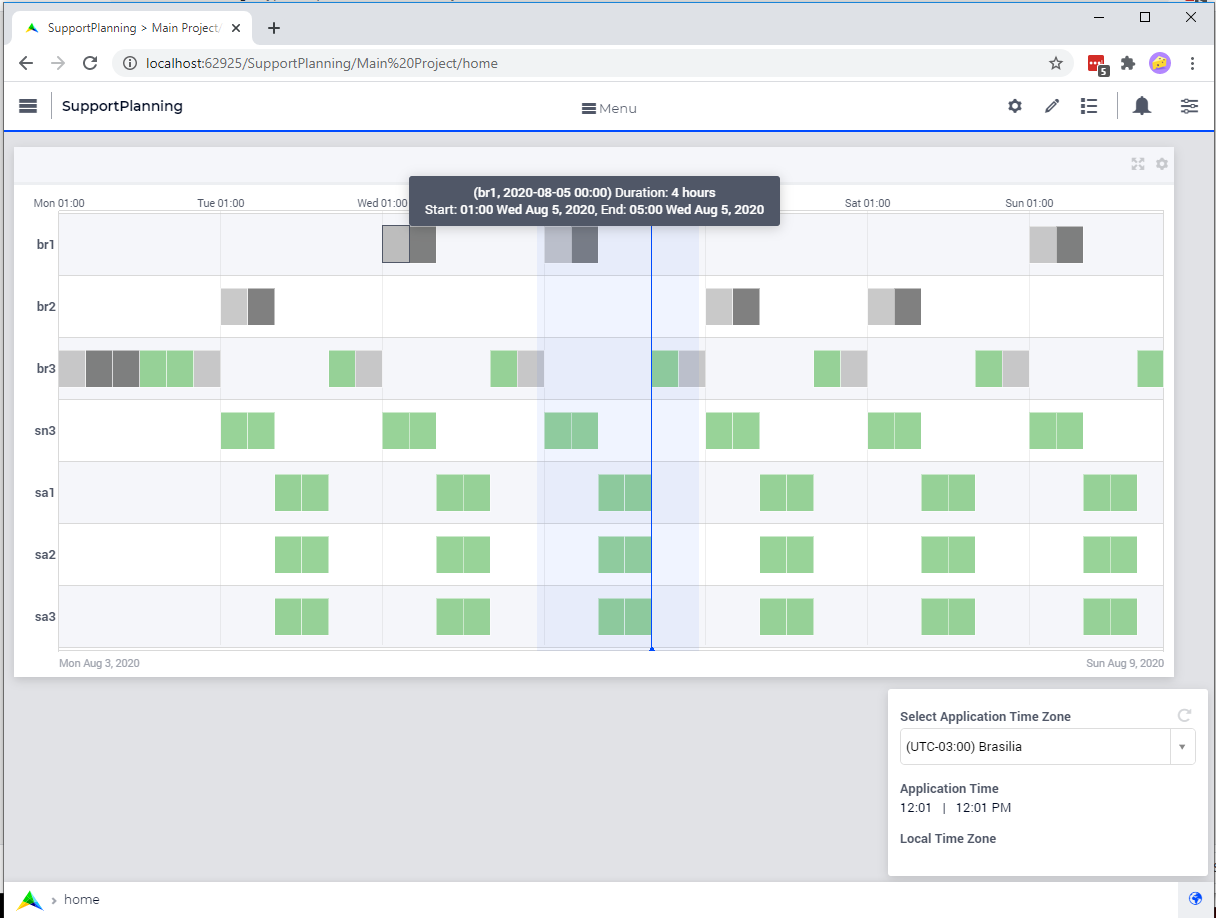 SupportPlanning > Main Project/
localhost:62925/SupportPlanning/Main%20Project/home
5
SupportPlanning
Menu
(br1, 2020-08-05 00:00) Duration: 4 hours
Start: 01:00 Wed Aug 5, 2020, End: 05:00 Wed Aug 5, 2020
Mon 01:00 Tue 01:00 Wed 01:00 Sat 01:00 Sun 01:00
br1
br2
br3
sn3
sa1
sa2
sa3
Mon Aug 3, 2020 Sun Aug 9, 2020
Select Application Time Zone
(UTC-03:00) Brasilia
Application Time
12:01 | 12:01 PM
Local Time Zone
home